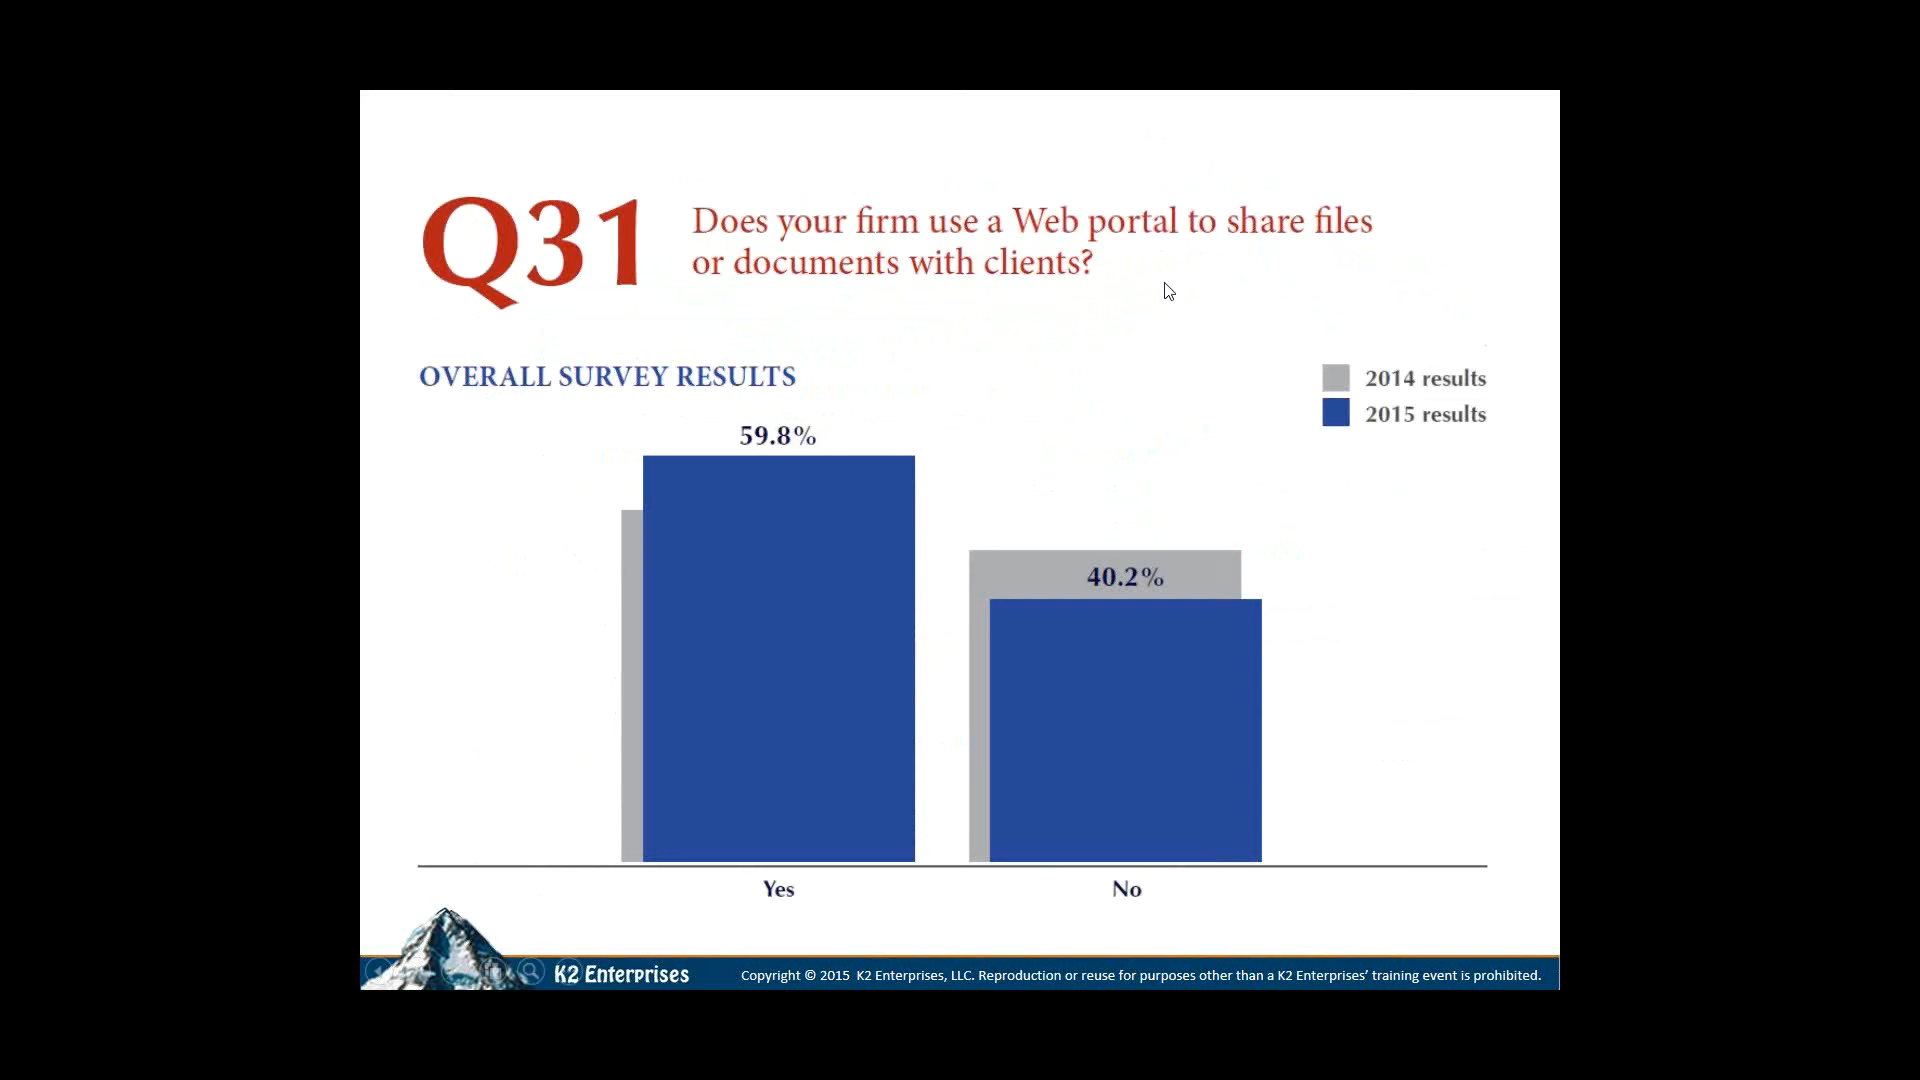 Q31
Does your firm use a Web portal to share files
or documents with clients?
OVERALL SURVEY RESULTS
2014 results
2015 results
59.8%
40.2%
Yes
No
K2 Enterprises
Copyright © 2015 K2 Enterprises, LLC. Reproduction or reuse for purposes other than a K2 Enterprises’ training event is prohibited.